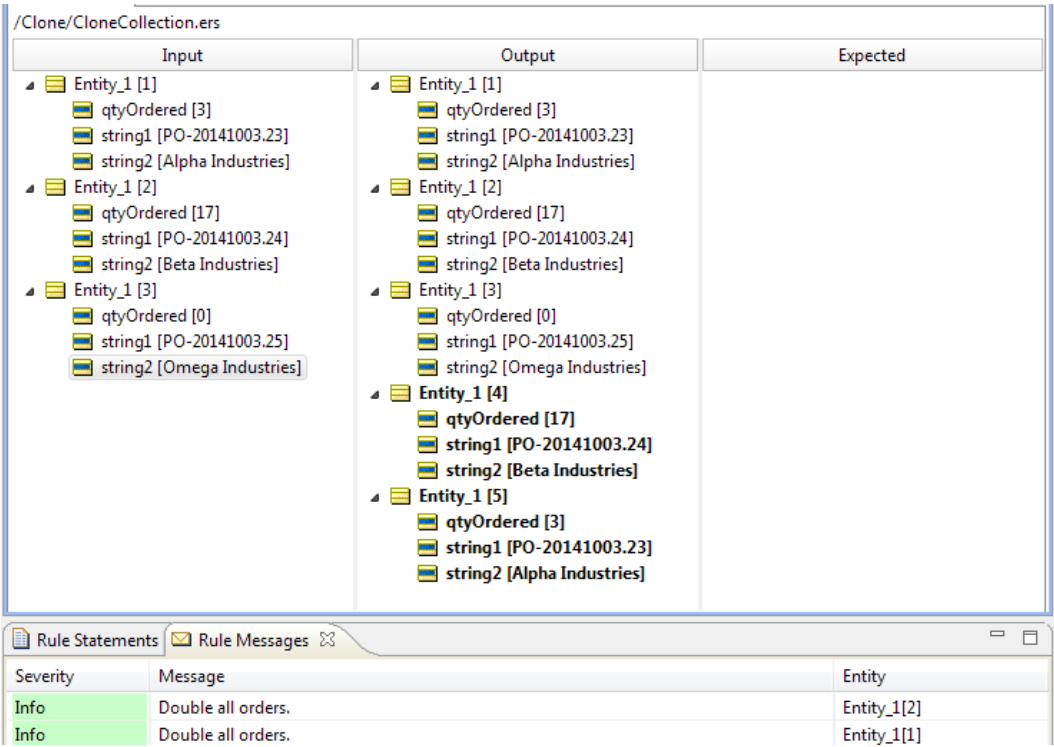 /Clone/CloneCollection.ers
Input
Entity_1 [1]
qtyOrdered [3]
string1 [PO-20141003.23]
string2 [Alpha Industries]
Entity_1 [2]
qtyOrdered [17]
string1 [PO-20141003.24]
string2 [Beta Industries]
Entity_1 [3]
qtyOrdered [0]
string1 [PO-20141003.25]
string2 [Omega Industries]
Output
Entity_1 [1]
qtyOrdered [3]
string1 [PO-20141003.23]
string2 [Alpha Industries]
Entity_1 [2]
qtyOrdered [17]
string1 [PO-20141003.24]
string2 [Beta Industries]
Entity_1 [3]
qtyOrdered [0]
string1 [PO-20141003.25]
string2 [Omega Industries]
Entity_1 [4]
qtyOrdered [17]
string1 [PO-20141003.24]
string2 [Beta Industries]
Entity_1 [5]
qtyOrdered [3]
string1 [PO-20141003.23]
string2 [Alpha Industries]
Expected
Rule Statements Rule Messages
Severity Message Entity
Info Double all orders. Entity_1[2]
Info Double all orders. Entity_1[1]